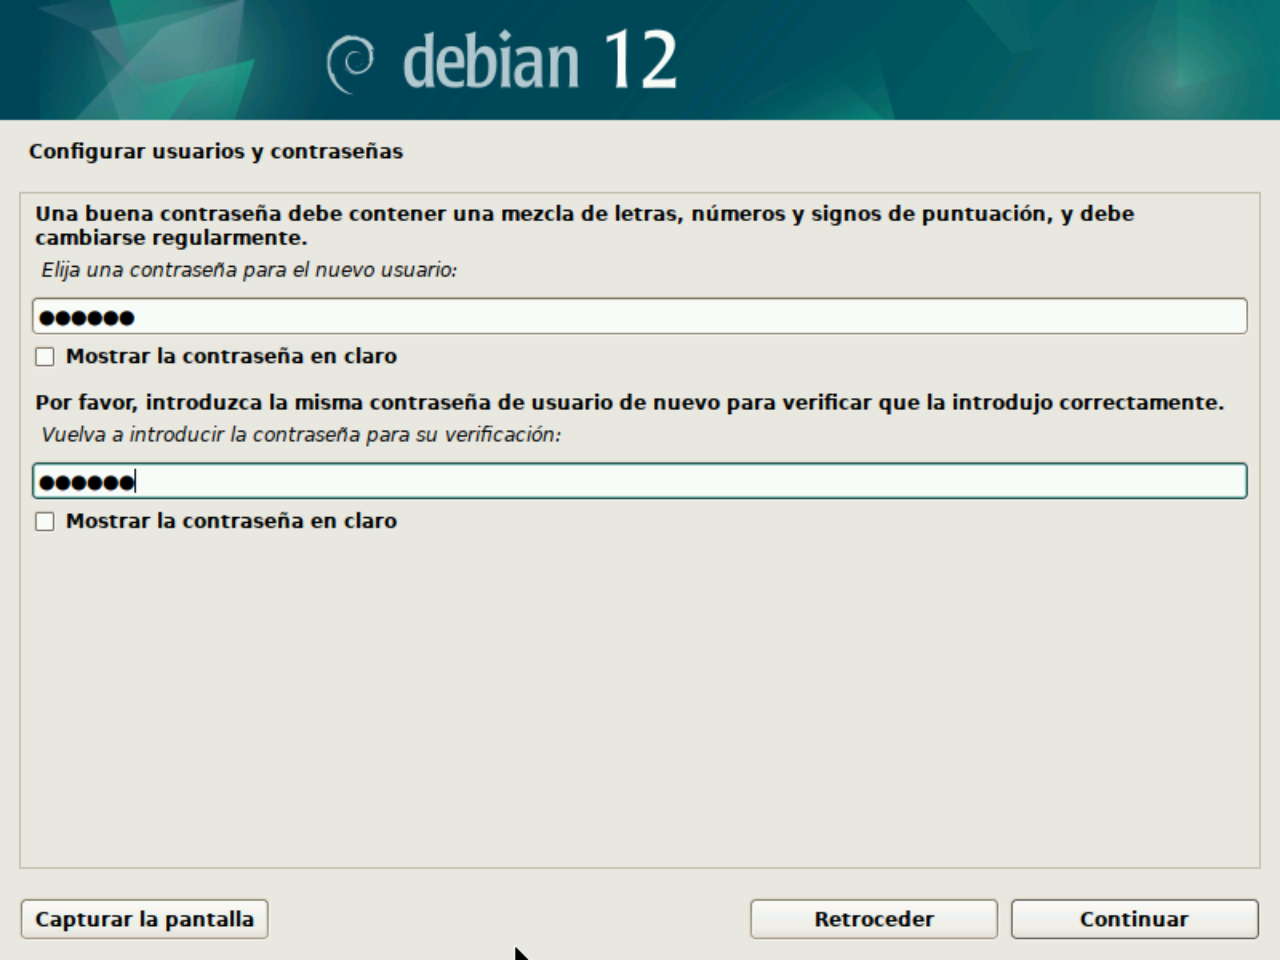 debian 12
Configurar usuarios y contraseñas
Una buena contraseña debe contener una mezcla de letras, números y signos de puntuación, y debe
cambiarse regularmente.
Elija una contraseña para el nuevo usuario:
●●●●●●
Mostrar la contraseña en claro
Por favor, introduzca la misma contraseña de usuario de nuevo para verificar que la introdujo correctamente.
Vuelva a introducir la contraseña para su verificación:
●●●●●●
Mostrar la contraseña en claro
Capturar la pantalla
Retroceder
Continuar